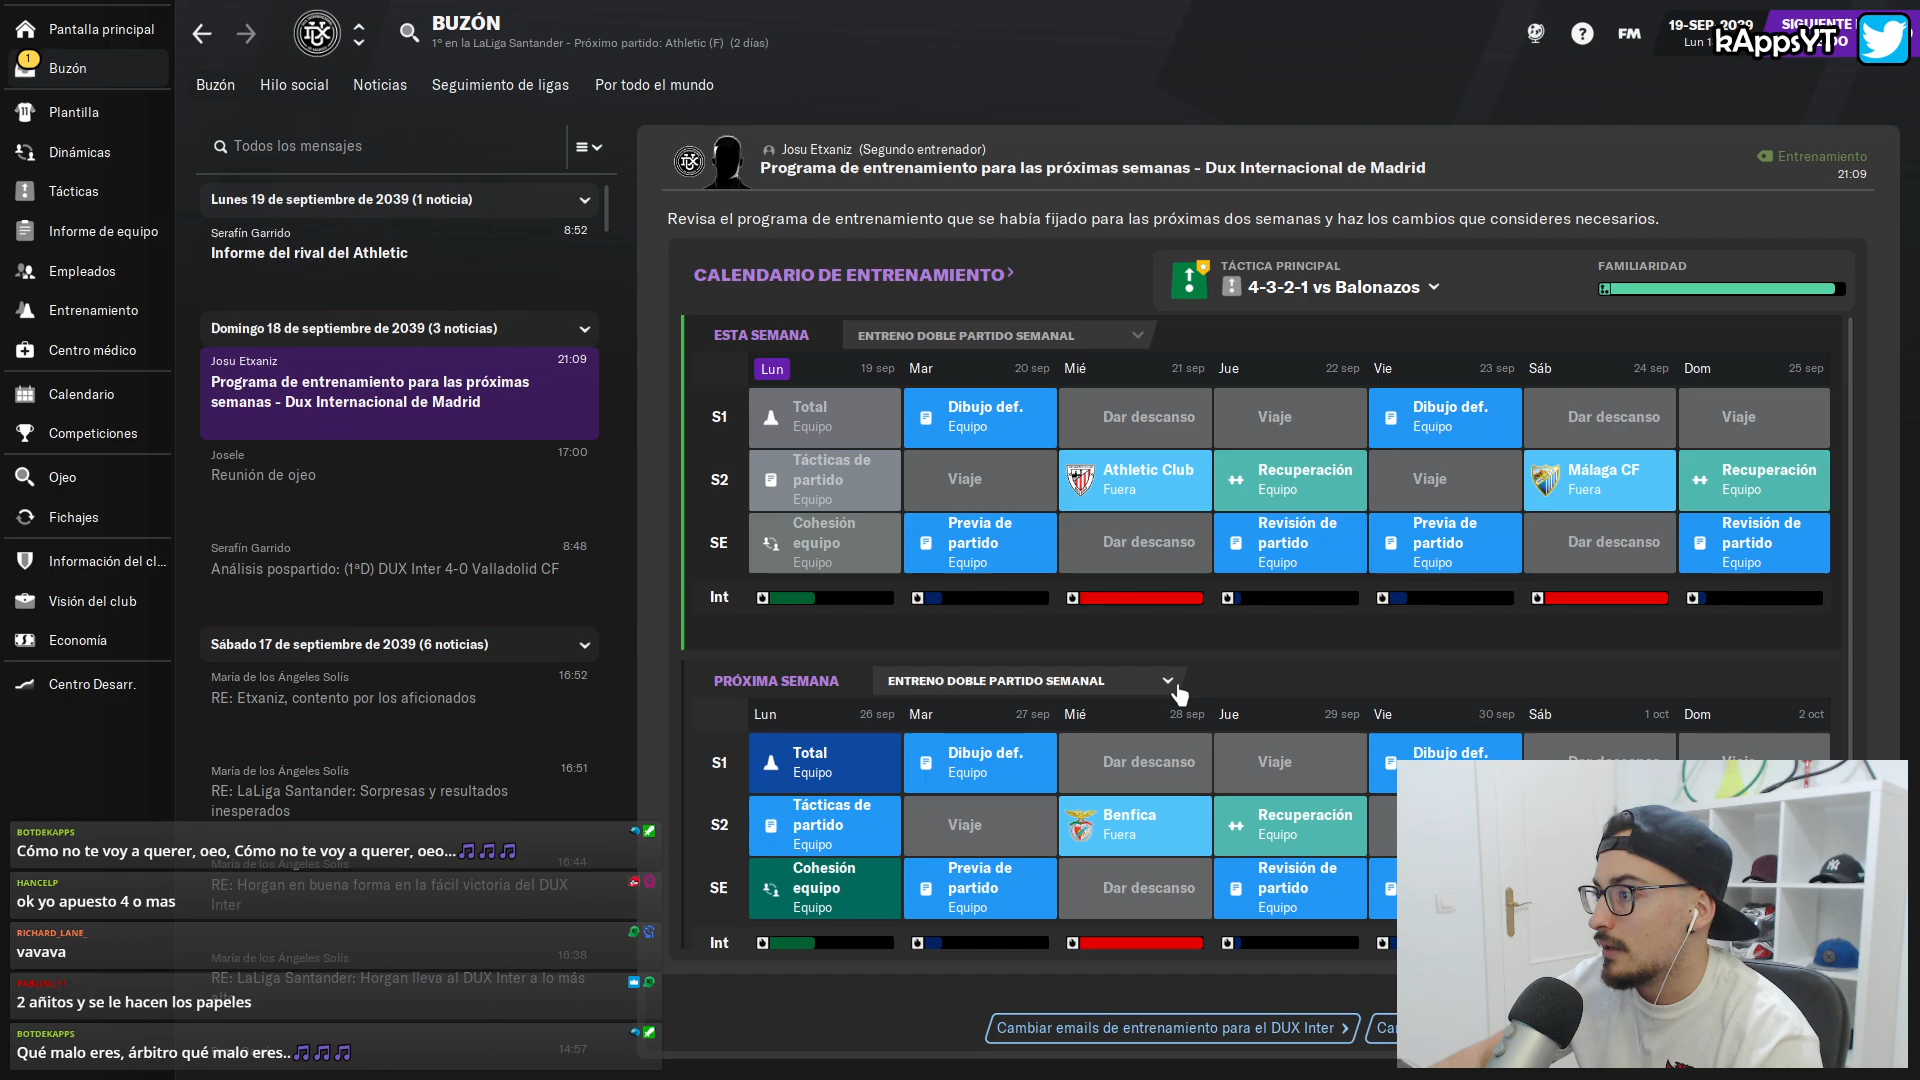 Pantalla principal
1
Buzón
Plantilla
Dinámicas
Tácticas
Informe de equipo
Empleados
Entrenamiento
Centro médico
Calendario
Competiciones
Ojeo
Fichajes
Información del cl...
Visión del club
Economía
Centro Desarr.
BUZÓN
1º en la LaLiga Santander - Próximo partido: Athletic (F) (2 días)
FM
19-SEP-2039
Lun
SIGUIENTE
kAppsYT
Buzón
Hilo social
Noticias
Seguimiento de ligas
Por todo el mundo
Todos los mensajes
Lunes 19 de septiembre de 2039 (1 noticia)
Serafín Garrido
8:52
Informe del rival del Athletic
Domingo 18 de septiembre de 2039 (3 noticias)
Josu Etxaniz
21:09
Programa de entrenamiento para las próximas
semanas - Dux Internacional de Madrid
Josele
17:00
Reunión de ojeo
Serafín Garrido
8:48
Análisis pospartido: (1ªD) DUX Inter 4-0 Valladolid CF
Sábado 17 de septiembre de 2039 (6 noticias)
María de los Ángeles Solís
16:52
RE: Etxaniz, contento por los aficionados
María de los Ángeles Solís
16:51
RE: LaLiga Santander: Sorpresas y resultados
inesperados
María de los Ángeles Solís
16:44
RE: Horgan en buena forma en la fácil victoria del DUX
Inter
María de los Ángeles Solís
16:38
RE: LaLiga Santander: Horgan lleva al DUX Inter a lo más
14:57
BOTDEKAPPS
Cómo no te voy a querer, oeo, Cómo no te voy a querer, oeo...🎵🎵🎵
HANCELP
ok yo apuesto 4 o mas
RICHARD_LANE_
vavava
2 añitos y se le hacen los papeles
BOTDEKAPPS
Qué malo eres, árbitro qué malo eres..🎵🎵🎵
Josu Etxaniz (Segundo entrenador)
Programa de entrenamiento para las próximas semanas - Dux Internacional de Madrid
Entrenamiento
21:09
Revisa el programa de entrenamiento que se había fijado para las próximas dos semanas y haz los cambios que consideres necesarios.
CALENDARIO DE ENTRENAMIENTO
TÁCTICA PRINCIPAL
4-3-2-1 vs Balonazos
FAMILIARIDAD
ESTA SEMANA
ENTRENO DOBLE PARTIDO SEMANAL
Lun 19 sep Mar 20 sep Mié 21 sep Jue 22 sep Vie 23 sep Sáb 24 sep Dom 25 sep
S1
Total Equipo
Dibujo def. Equipo
Dar descanso
Viaje
Dibujo def. Equipo
Dar descanso
Viaje
S2
Tácticas de partido Equipo
Viaje
Athletic Club Fuera
Recuperación Equipo
Viaje
Málaga CF Fuera
Recuperación Equipo
SE
Cohesión equipo Equipo
Previa de partido Equipo
Dar descanso
Revisión de partido Equipo
Previa de partido Equipo
Dar descanso
Revisión de partido Equipo
Int
PRÓXIMA SEMANA
ENTRENO DOBLE PARTIDO SEMANAL
Lun 26 sep Mar 27 sep Mié 28 sep Jue 29 sep Vie 30 sep Sáb 1 oct Dom 2 oct
S1
Total Equipo
Dibujo def. Equipo
Dar descanso
Viaje
Dibujo def.
S2
Tácticas de partido Equipo
Viaje
Benfica Fuera
Recuperación Equipo
SE
Cohesión equipo Equipo
Previa de partido Equipo
Dar descanso
Revisión de partido Equipo
Int
Cambiar emails de entrenamiento para el DUX Inter